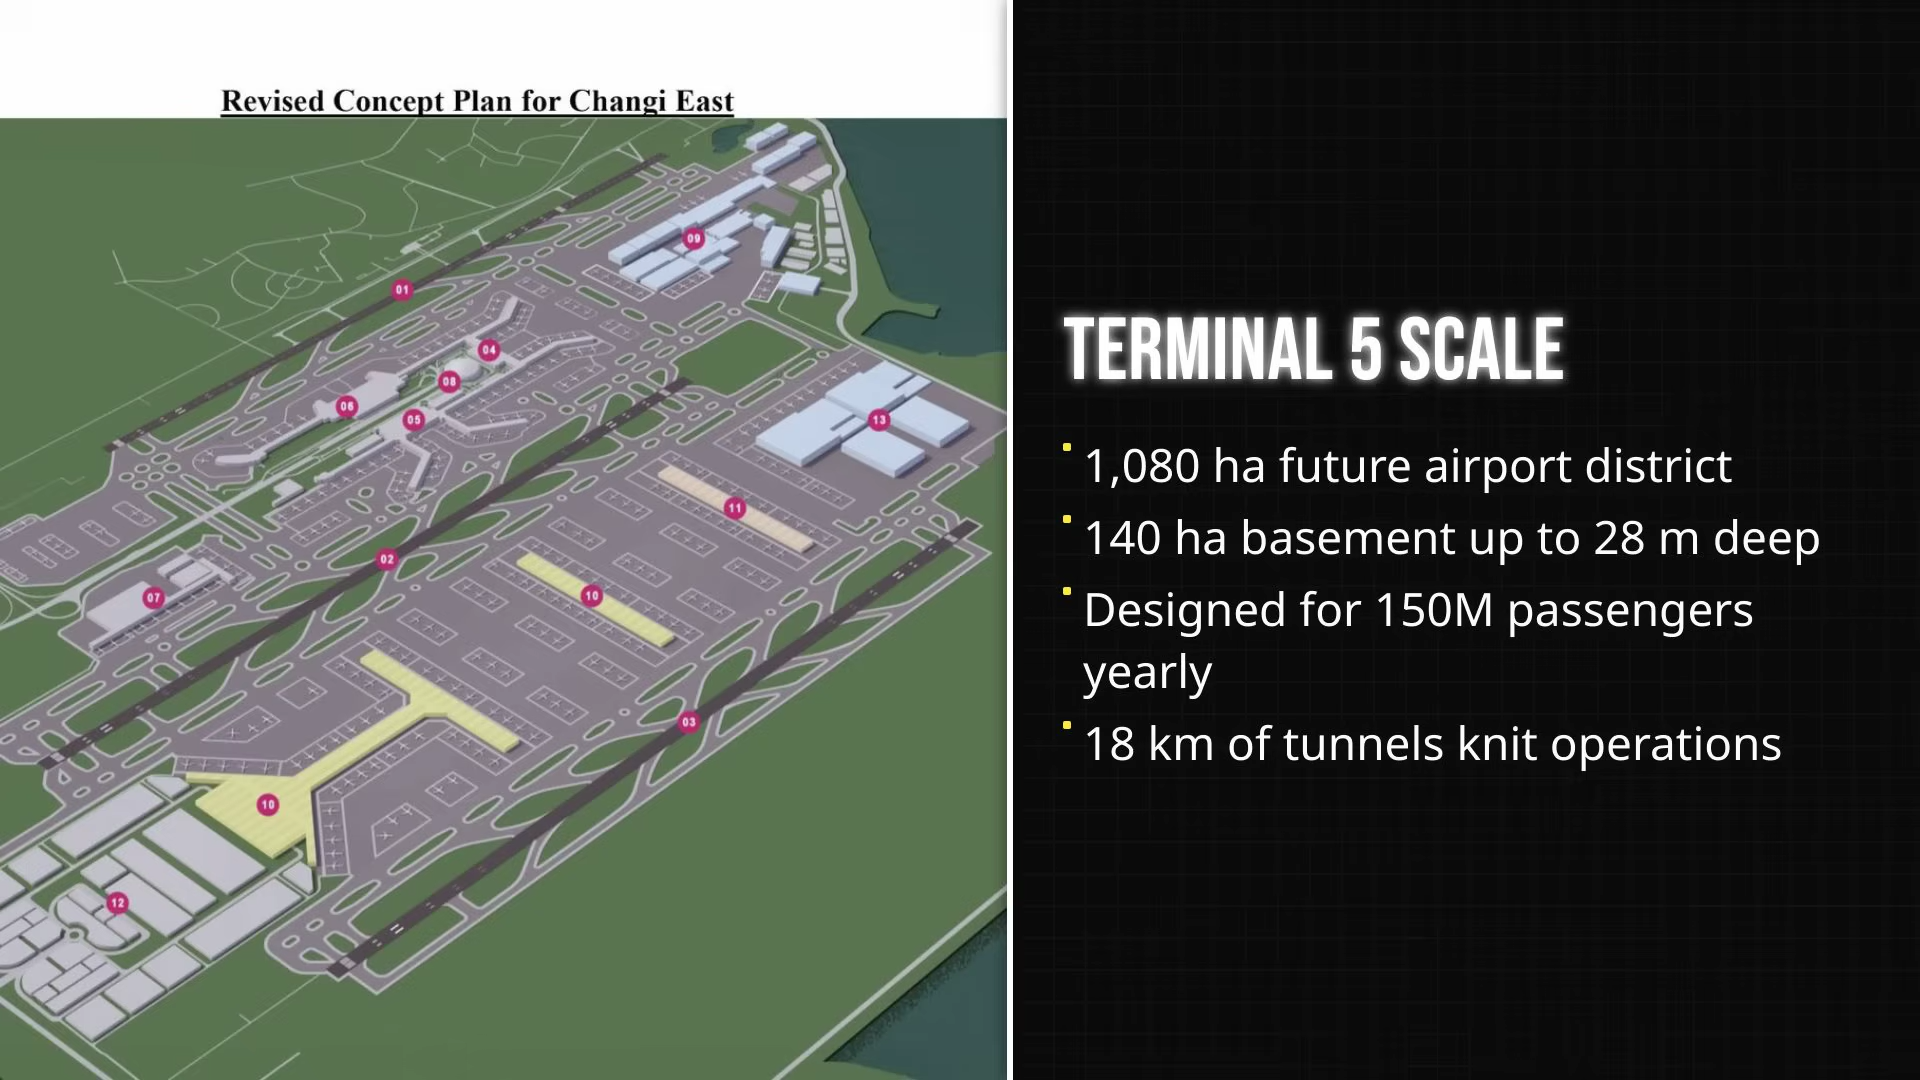 Revised Concept Plan for Changi East
09
01
04
08
06
05
13
11
02
10
07
03
10
12
TERMINAL 5 SCALE
1,080 ha future airport district
140 ha basement up to 28 m deep
Designed for 150M passengers
yearly
18 km of tunnels knit operations